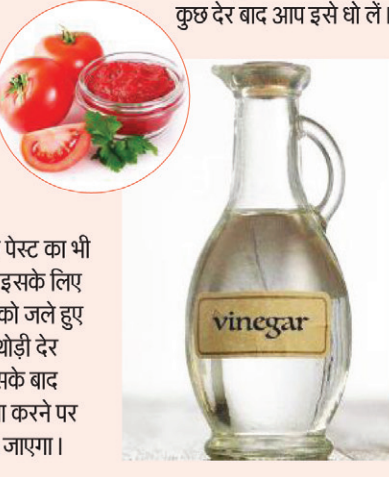 कुछ देर बाद आप इसे धो लें।
पेस्ट का भी
इसके लिए
को जले हुए
थोड़ी देर
सके बाद
ा करने पर
जाएगा।
vinegar